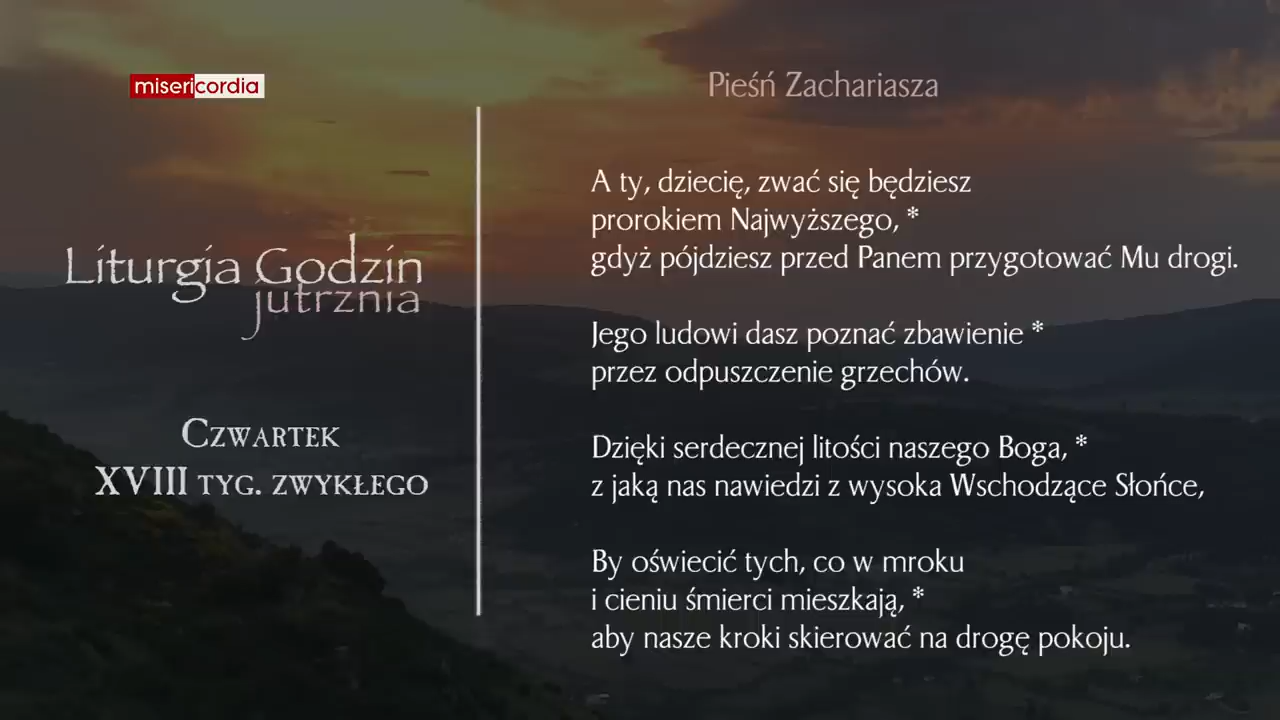 misericordia
Liturgia Godzin
jutrznia
Czwartek
XVIII tyg. zwykłego
Pieśń Zachariasza
A ty, dziecię, zwać się będziesz
prorokiem Najwyższego, *
gdyż pójdziesz przed Panem przygotować Mu drogi.
Jego ludowi dasz poznać zbawienie *
przez odpuszczenie grzechów.
Dzięki serdecznej litości naszego Boga, *
z jaką nas nawiedzi z wysoka Wschodzące Słońce,
By oświecić tych, co w mroku
i cieniu śmierci mieszkają, *
aby nasze kroki skierować na drogę pokoju.